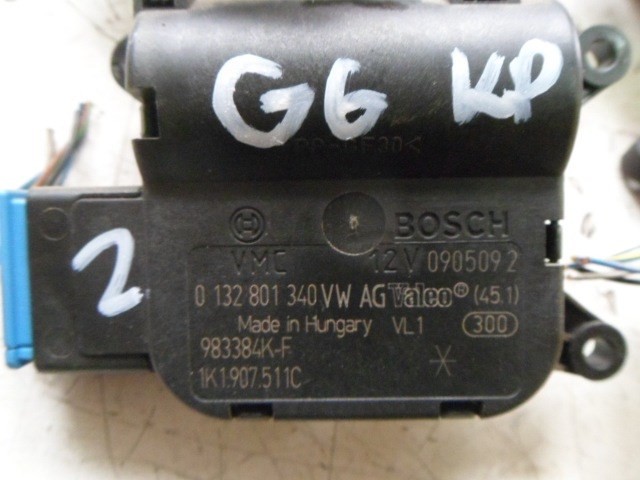 G6 KP
2
BOSCH
VMC 12V 090509 2
0 132 801 340 VW AG Valeo® (45.1)
Made in Hungary VL1 300
983384K-F
1K1.907.511C